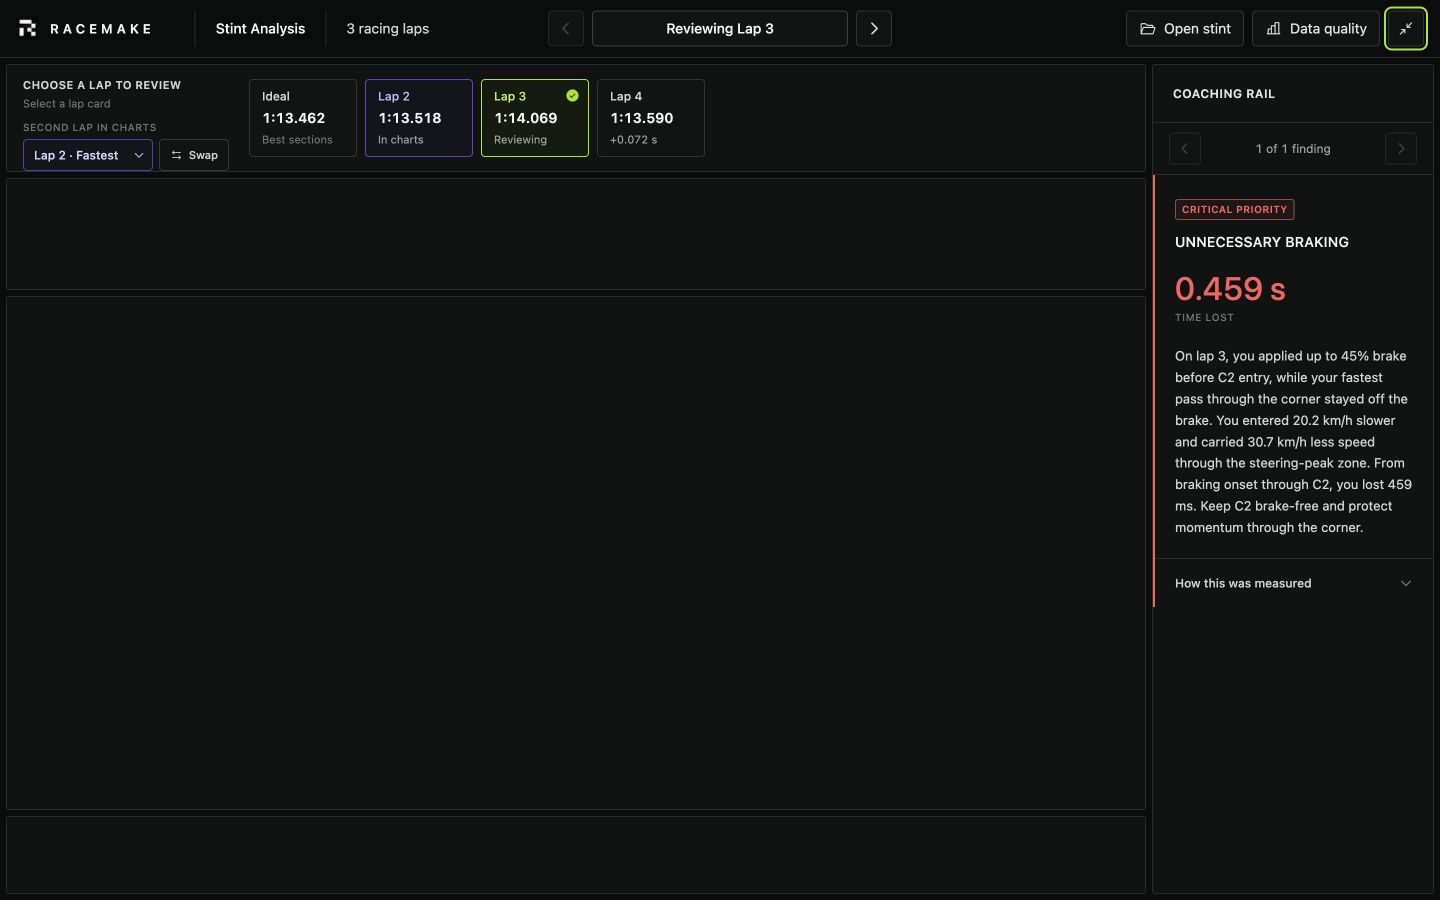 RACEMAKE
Stint Analysis
3 racing laps
Reviewing Lap 3
Open stint
Data quality
CHOOSE A LAP TO REVIEW
Select a lap card
SECOND LAP IN CHARTS
Lap 2 · Fastest
Swap
Ideal
1:13.462
Best sections
Lap 2
1:13.518
In charts
Lap 3
1:14.069
Reviewing
Lap 4
1:13.590
+0.072 s
COACHING RAIL
1 of 1 finding
CRITICAL PRIORITY
UNNECESSARY BRAKING
0.459 s
TIME LOST
On lap 3, you applied up to 45% brake
before C2 entry, while your fastest
pass through the corner stayed off the
brake. You entered 20.2 km/h slower
and carried 30.7 km/h less speed
through the steering-peak zone. From
braking onset through C2, you lost 459
ms. Keep C2 brake-free and protect
momentum through the corner.
How this was measured